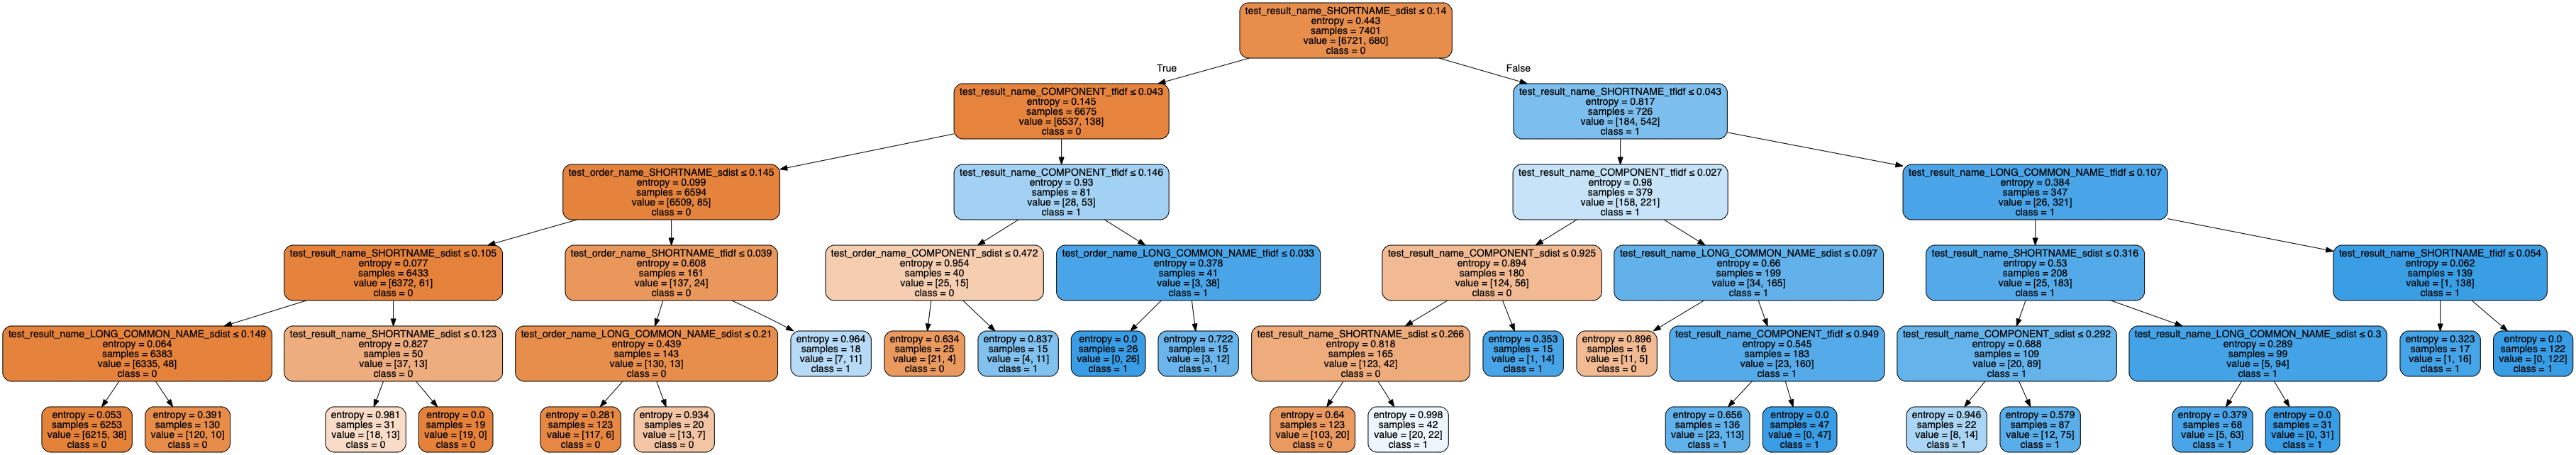 test_result_name_SHORTNAME_sdist ≤ 0.14
entropy = 0.443
samples = 7401
value = [6721, 680]
class = 0
True
False
test_result_name_COMPONENT_tfidf ≤ 0.043
entropy = 0.145
samples = 6675
value = [6537, 138]
class = 0
test_result_name_SHORTNAME_tfidf ≤ 0.043
entropy = 0.817
samples = 726
value = [184, 542]
class = 1
test_order_name_SHORTNAME_sdist ≤ 0.145
entropy = 0.099
samples = 6594
value = [6509, 85]
class = 0
test_result_name_COMPONENT_tfidf ≤ 0.146
entropy = 0.93
samples = 81
value = [28, 53]
class = 1
test_result_name_COMPONENT_tfidf ≤ 0.027
entropy = 0.98
samples = 379
value = [158, 221]
class = 1
test_result_name_LONG_COMMON_NAME_tfidf ≤ 0.107
entropy = 0.384
samples = 347
value = [26, 321]
class = 1
test_result_name_SHORTNAME_sdist ≤ 0.105
entropy = 0.077
samples = 6433
value = [6372, 61]
class = 0
test_order_name_SHORTNAME_tfidf ≤ 0.039
entropy = 0.608
samples = 161
value = [137, 24]
class = 0
test_order_name_COMPONENT_sdist ≤ 0.472
entropy = 0.954
samples = 40
value = [25, 15]
class = 0
test_order_name_LONG_COMMON_NAME_tfidf ≤ 0.033
entropy = 0.378
samples = 41
value = [3, 38]
class = 1
test_result_name_COMPONENT_sdist ≤ 0.925
entropy = 0.894
samples = 180
value = [124, 56]
class = 0
test_result_name_LONG_COMMON_NAME_sdist ≤ 0.097
entropy = 0.66
samples = 199
value = [34, 165]
class = 1
test_result_name_SHORTNAME_sdist ≤ 0.316
entropy = 0.53
samples = 208
value = [25, 183]
class = 1
test_result_name_SHORTNAME_tfidf ≤ 0.054
entropy = 0.062
samples = 139
value = [1, 138]
class = 1
test_result_name_LONG_COMMON_NAME_sdist ≤ 0.149
entropy = 0.064
samples = 6383
value = [6335, 48]
class = 0
test_result_name_SHORTNAME_sdist ≤ 0.123
entropy = 0.827
samples = 50
value = [37, 13]
class = 0
test_order_name_LONG_COMMON_NAME_sdist ≤ 0.21
entropy = 0.439
samples = 143
value = [130, 13]
class = 0
entropy = 0.964
samples = 18
value = [7, 11]
class = 1
entropy = 0.634
samples = 25
value = [21, 4]
class = 0
entropy = 0.837
samples = 15
value = [4, 11]
class = 1
entropy = 0.0
samples = 26
value = [0, 26]
class = 1
entropy = 0.722
samples = 15
value = [3, 12]
class = 1
test_result_name_SHORTNAME_sdist ≤ 0.266
entropy = 0.818
samples = 165
value = [123, 42]
class = 0
entropy = 0.353
samples = 15
value = [1, 14]
class = 1
entropy = 0.896
samples = 16
value = [11, 5]
class = 0
test_result_name_COMPONENT_tfidf ≤ 0.949
entropy = 0.545
samples = 183
value = [23, 160]
class = 1
test_result_name_COMPONENT_sdist ≤ 0.292
entropy = 0.688
samples = 109
value = [20, 89]
class = 1
test_result_name_LONG_COMMON_NAME_sdist ≤ 0.3
entropy = 0.289
samples = 99
value = [5, 94]
class = 1
entropy = 0.323
samples = 17
value = [1, 16]
class = 1
entropy = 0.0
samples = 122
value = [0, 122]
class = 1
entropy = 0.053
samples = 6253
value = [6215, 38]
class = 0
entropy = 0.391
samples = 130
value = [120, 10]
class = 0
entropy = 0.981
samples = 31
value = [18, 13]
class = 0
entropy = 0.0
samples = 19
value = [19, 0]
class = 0
entropy = 0.281
samples = 123
value = [117, 6]
class = 0
entropy = 0.934
samples = 20
value = [13, 7]
class = 0
entropy = 0.64
samples = 123
value = [103, 20]
class = 0
entropy = 0.998
samples = 42
value = [20, 22]
class = 1
entropy = 0.656
samples = 136
value = [23, 113]
class = 1
entropy = 0.0
samples = 47
value = [0, 47]
class = 1
entropy = 0.946
samples = 22
value = [8, 14]
class = 1
entropy = 0.579
samples = 87
value = [12, 75]
class = 1
entropy = 0.379
samples = 68
value = [5, 63]
class = 1
entropy = 0.0
samples = 31
value = [0, 31]
class = 1